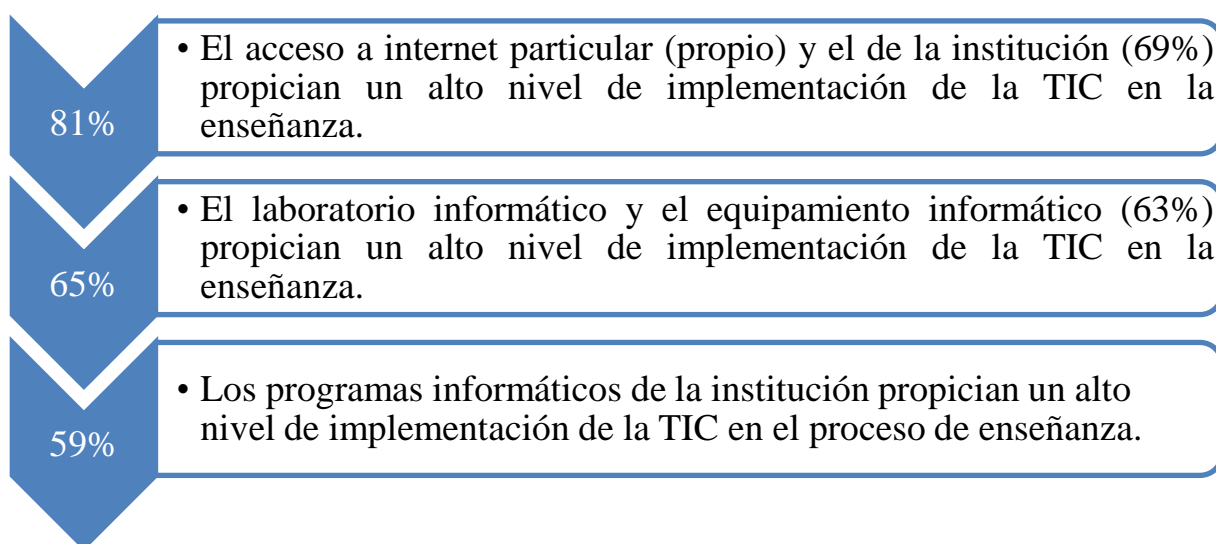 81%
• El acceso a internet particular (propio) y el de la institución (69%)
propician un alto nivel de implementación de la TIC en la
enseñanza.
65%
• El laboratorio informático y el equipamiento informático (63%)
propician un alto nivel de implementación de la TIC en la
enseñanza.
59%
• Los programas informáticos de la institución propician un alto
nivel de implementación de la TIC en el proceso de enseñanza.